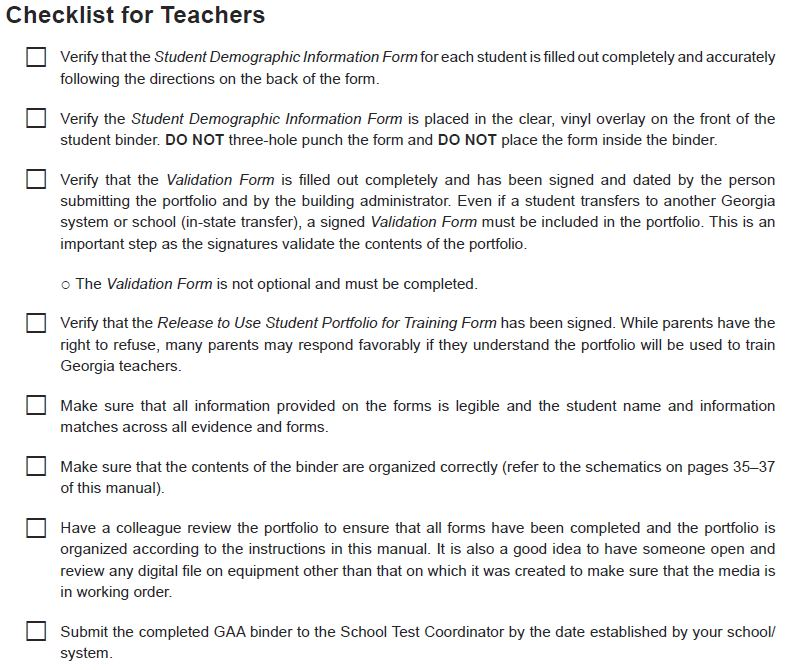 Checklist for Teachers
Verify that the Student Demographic Information Form for each student is filled out completely and accurately
following the directions on the back of the form.
Verify the Student Demographic Information Form is placed in the clear, vinyl overlay on the front of the
student binder. DO NOT three-hole punch the form and DO NOT place the form inside the binder.
Verify that the Validation Form is filled out completely and has been signed and dated by the person
submitting the portfolio and by the building administrator. Even if a student transfers to another Georgia
system or school (in-state transfer), a signed Validation Form must be included in the portfolio. This is an
important step as the signatures validate the contents of the portfolio.
○ The Validation Form is not optional and must be completed.
Verify that the Release to Use Student Portfolio for Training Form has been signed. While parents have the
right to refuse, many parents may respond favorably if they understand the portfolio will be used to train
Georgia teachers.
Make sure that all information provided on the forms is legible and the student name and information
matches across all evidence and forms.
Make sure that the contents of the binder are organized correctly (refer to the schematics on pages 35–37
of this manual).
Have a colleague review the portfolio to ensure that all forms have been completed and the portfolio is
organized according to the instructions in this manual. It is also a good idea to have someone open and
review any digital file on equipment other than that on which it was created to make sure that the media is
in working order.
Submit the completed GAA binder to the School Test Coordinator by the date established by your school/
system.